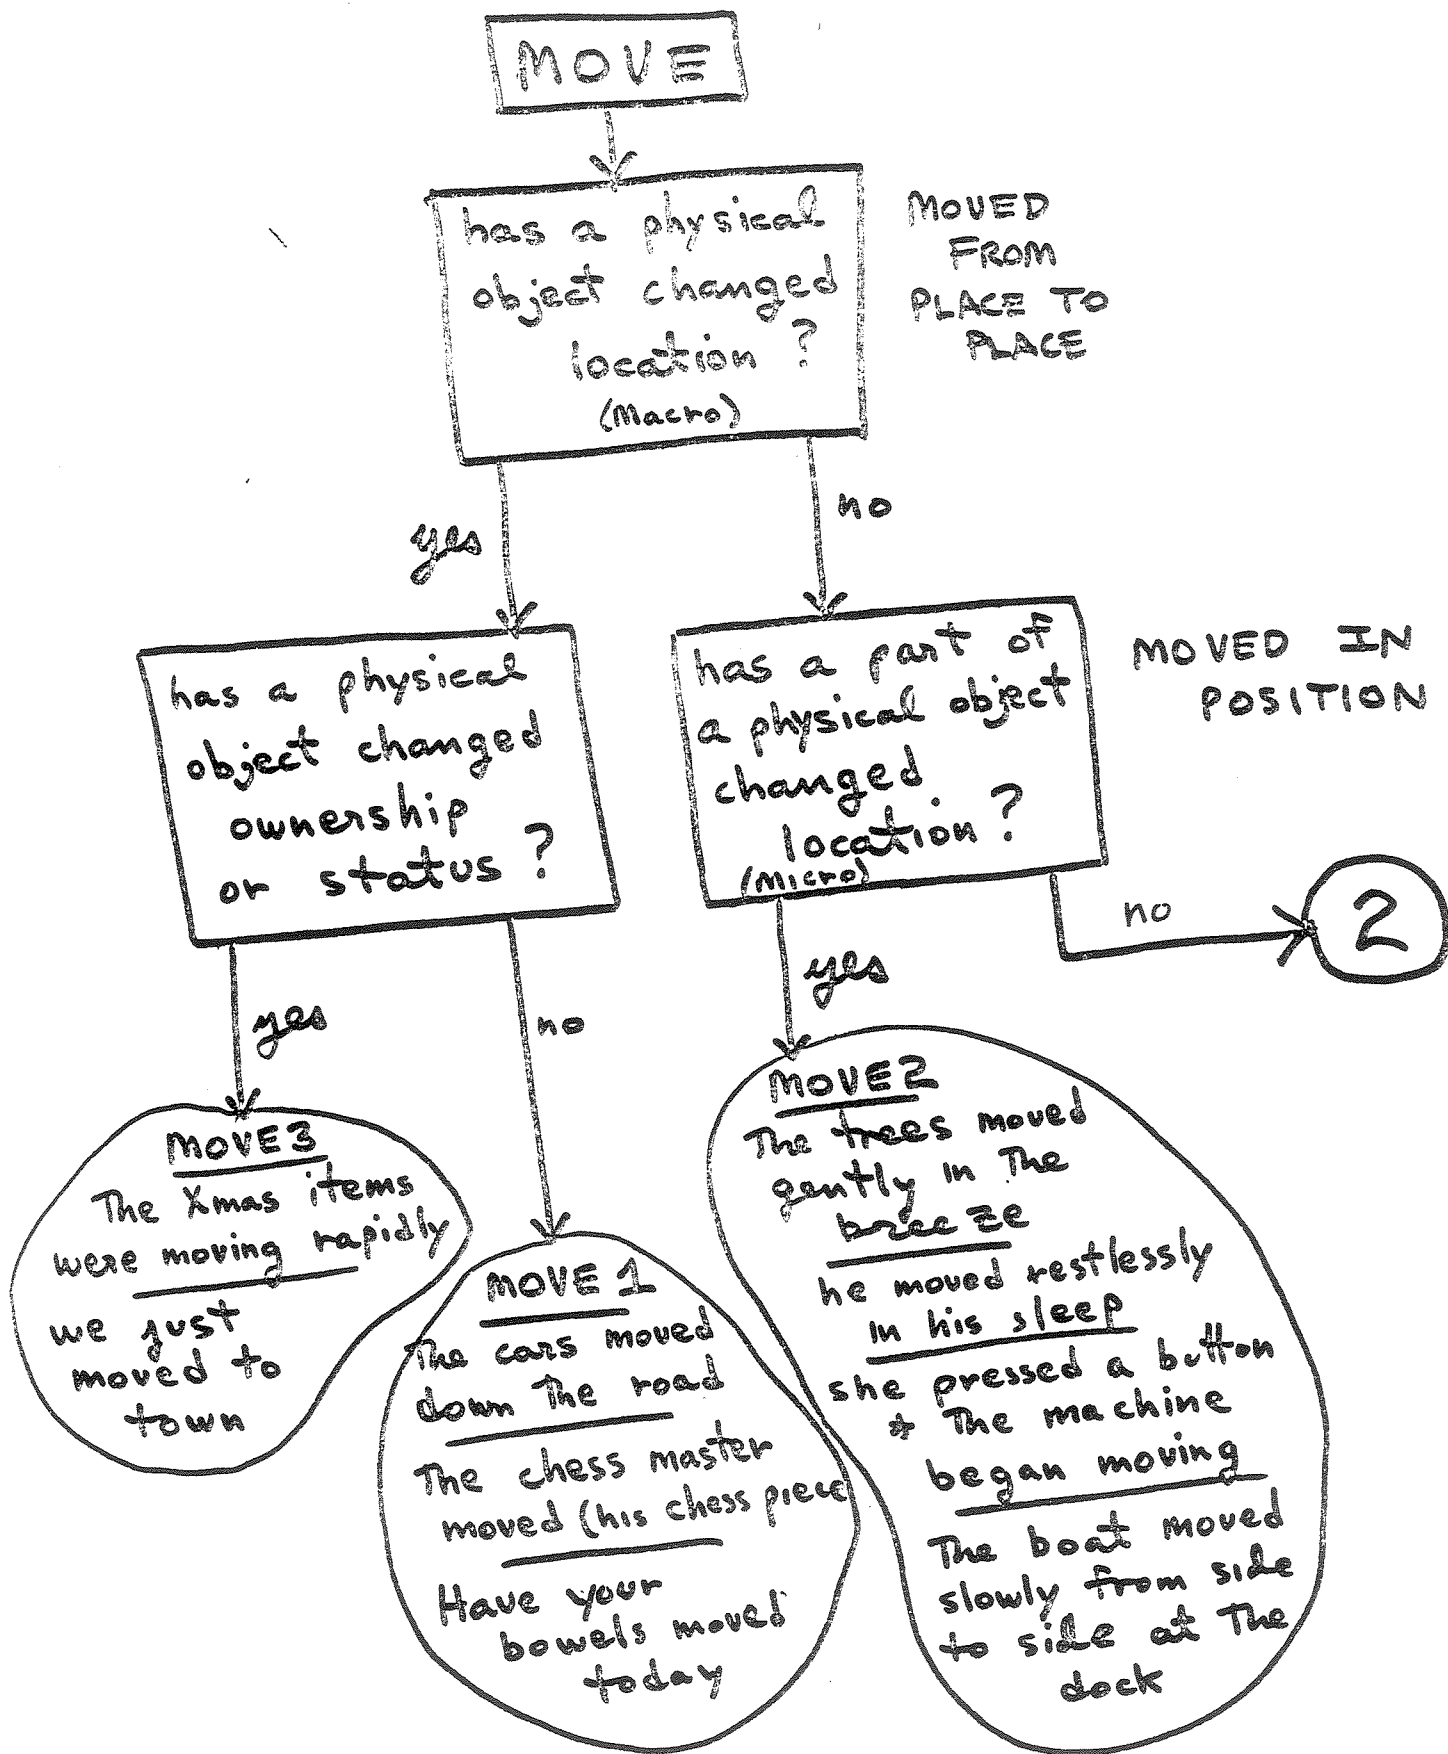 MOVE
has a physical
object changed
location?
(Macro)
MOVED
FROM
PLACE TO
PLACE
yes
no
has a physical
object changed
ownership
or status?
has a part of
a physical object
changed
location?
(Micro)
MOVED IN
POSITION
no
2
yes
no
yes
MOVE3
The Xmas items
were moving rapidly
we just
moved to
town
MOVE 1
The cars moved
down The road
The chess master
moved (his chess piece
Have your
bowels moved
today
MOVE2
The trees moved
gently in The
breeze
he moved restlessly
in his sleep
she pressed a button
+ The machine
began moving
The boat moved
slowly from side
to side at The
dock